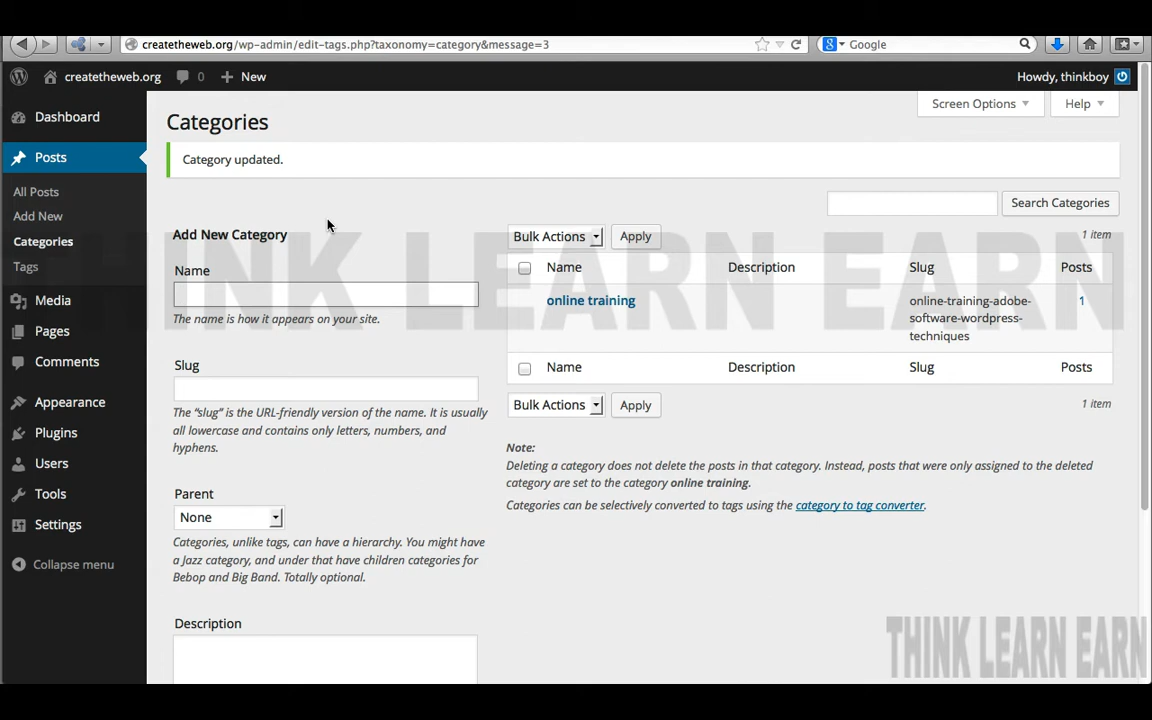 createtheweb.org/wp-admin/edit-tags.php?taxonomy=category&message=3
Google
createtheweb.org 0 New
Howdy, thinkboy
Dashboard
Posts
All Posts
Add New
Categories
Tags
Media
Pages
Comments
Appearance
Plugins
Users
Tools
Settings
Collapse menu
Screen Options
Help
Categories
Category updated.
Search Categories
Add New Category
Name
The name is how it appears on your site.
Slug
The “slug” is the URL-friendly version of the name. It is usually
all lowercase and contains only letters, numbers, and
hyphens.
Parent
None
Categories, unlike tags, can have a hierarchy. You might have
a Jazz category, and under that have children categories for
Bebop and Big Band. Totally optional.
Description
Bulk Actions Apply
1 item
Name Description Slug Posts
online training
online-training-adobe-
software-wordpress-
techniques
1
Name Description Slug Posts
Bulk Actions Apply
1 item
Note:
Deleting a category does not delete the posts in that category. Instead, posts that were only assigned to the deleted
category are set to the category online training.
Categories can be selectively converted to tags using the category to tag converter.
THINK LEARN EARN
THINK LEARN EARN